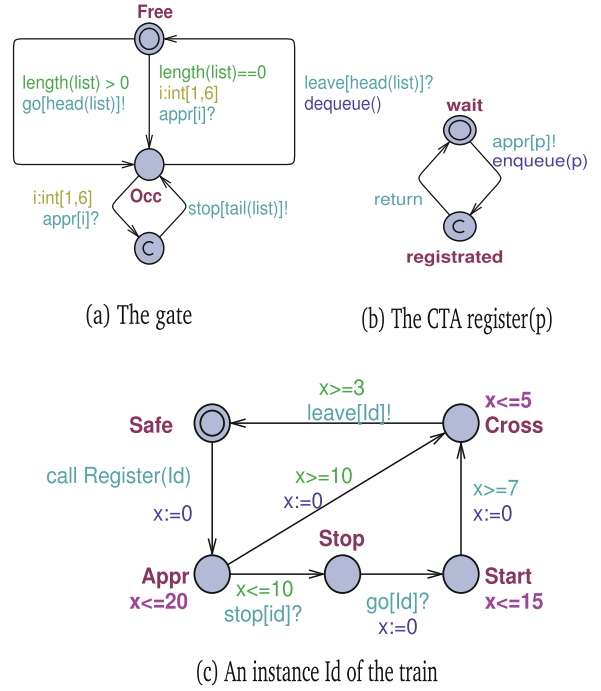 Free
length(list) > 0
go[head(list)]!
length(list)==0
i:int[1,6]
appr[i]?
leave[head(list)]?
dequeue()
Occ
i:int[1,6]
appr[i]?
stop[tail(list)]!
C
(a) The gate
wait
appr[p]!
enqueue(p)
return
C
registrated
(b) The CTA register(p)
x>=3
leave[Id]!
x<=5
Cross
Safe
call Register(Id)
x:=0
x>=10
x:=0
x>=7
x:=0
Stop
Appr
x<=20
x<=10
stop[id]?
go[Id]?
x:=0
Start
x<=15
(c) An instance Id of the train